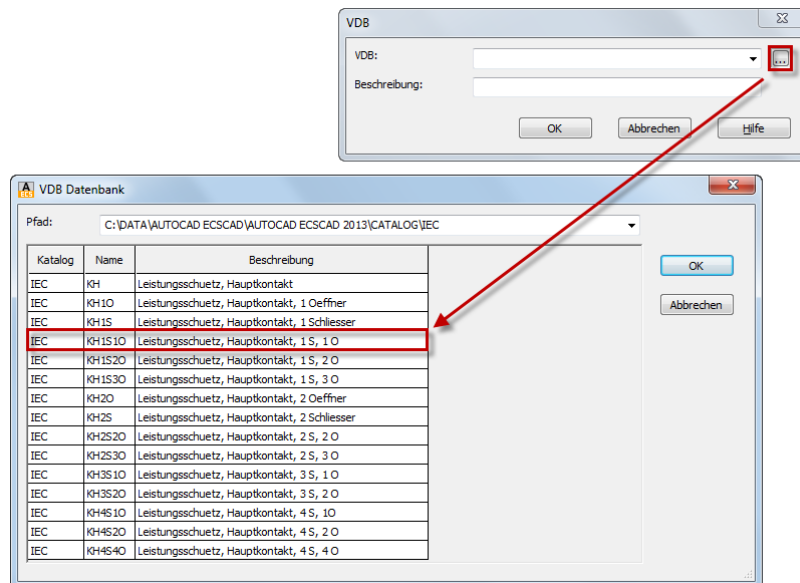 VDB
VDB:
...
Beschreibung:
OK Abbrechen Hilfe
VDB Datenbank
Pfad: C:\DATA\AUTOCAD ECSCAD\AUTOCAD ECSCAD 2013\CATALOG\IEC
Katalog Name Beschreibung
OK
Abbrechen
IEC KH Leistungsschuetz, Hauptkontakt
IEC KH1O Leistungsschuetz, Hauptkontakt, 1 Oeffner
IEC KH1S Leistungsschuetz, Hauptkontakt, 1 Schliesser
IEC KH1S1O Leistungsschuetz, Hauptkontakt, 1 S, 1 O
IEC KH1S2O Leistungsschuetz, Hauptkontakt, 1 S, 2 O
IEC KH1S3O Leistungsschuetz, Hauptkontakt, 1 S, 3 O
IEC KH2O Leistungsschuetz, Hauptkontakt, 2 Oeffner
IEC KH2S Leistungsschuetz, Hauptkontakt, 2 Schliesser
IEC KH2S2O Leistungsschuetz, Hauptkontakt, 2 S, 2 O
IEC KH2S3O Leistungsschuetz, Hauptkontakt, 2 S, 3 O
IEC KH3S1O Leistungsschuetz, Hauptkontakt, 3 S, 1 O
IEC KH3S2O Leistungsschuetz, Hauptkontakt, 3 S, 2 O
IEC KH4S1O Leistungsschuetz, Hauptkontakt, 4 S, 1O
IEC KH4S2O Leistungsschuetz, Hauptkontakt, 4 S, 2 O
IEC KH4S4O Leistungsschuetz, Hauptkontakt, 4 S, 4 O